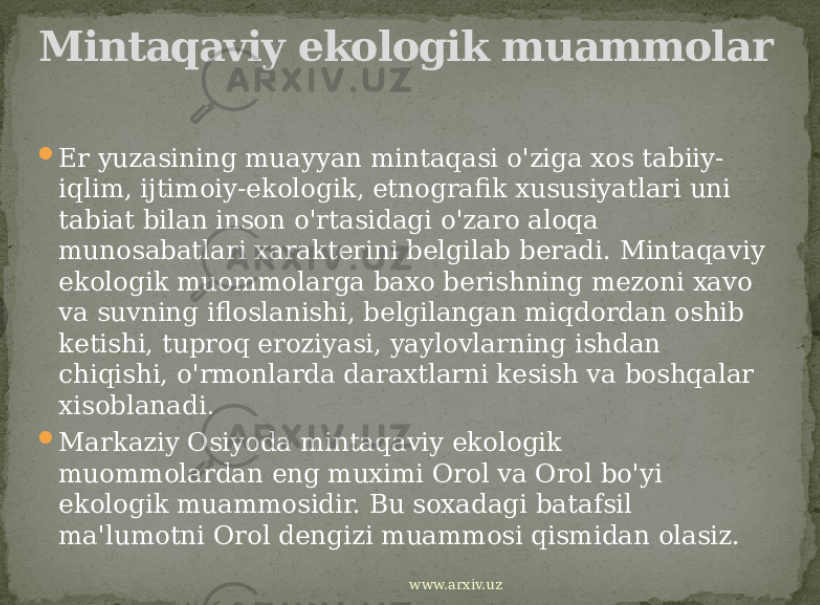 Mintaqaviy ekologik muammolar
ARXIV.UZ
Er yuzasining muayyan mintaqasi o'ziga xos tabiiy-
iqlim, ijtimoiy-ekologik, etnografik xususiyatlari uni
tabiat bilan inson o'rtasidagi o'zaro aloqa
munosabatlari xarakterini belgilab beradi. Mintaqaviy
ARXIV.UZ
ekologik muommolarga baxo berishning mezoni xavo
va suvning ifloslanishi, belgilangan miqdordan oshib
ketishi, tuproq eroziyasi, yaylovlarning ishdan
chiqishi, o'rmonlarda daraxtlarni kesish va boshqalar
xisoblanadi.
ARXIV.UZ
Markaziy Osiyoda mintaqaviy ekologik
muommolardan eng muximi Orol va Orol bo'yi
ekologik muammosidir. Bu soxadagi batafsil
ma'lumotni Orol dengizi muammosi qismidan olasiz.
www.arxiv.uz